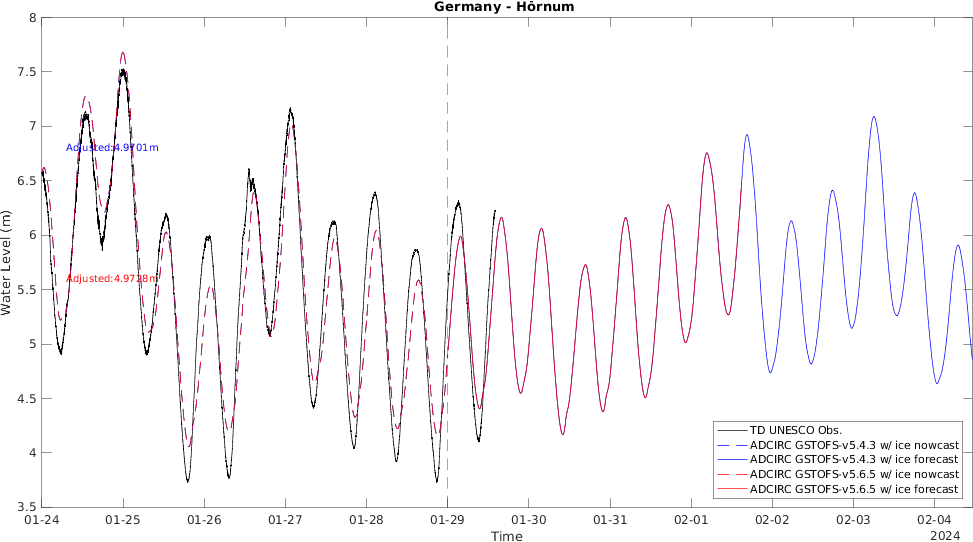 Germany - Hörnum
8
7.5
7
6.5
6
5.5
5
4.5
4
3.5
Water Level (m)
Adjusted:4.9701m
Adjusted:4.9728m
TD UNESCO Obs.
ADCIRC GSTOFS-v5.4.3 w/ ice nowcast
ADCIRC GSTOFS-v5.4.3 w/ ice forecast
ADCIRC GSTOFS-v5.6.5 w/ ice nowcast
ADCIRC GSTOFS-v5.6.5 w/ ice forecast
01-24 01-25 01-26 01-27 01-28 01-29 01-30 01-31 02-01 02-02 02-03 02-04
Time
2024